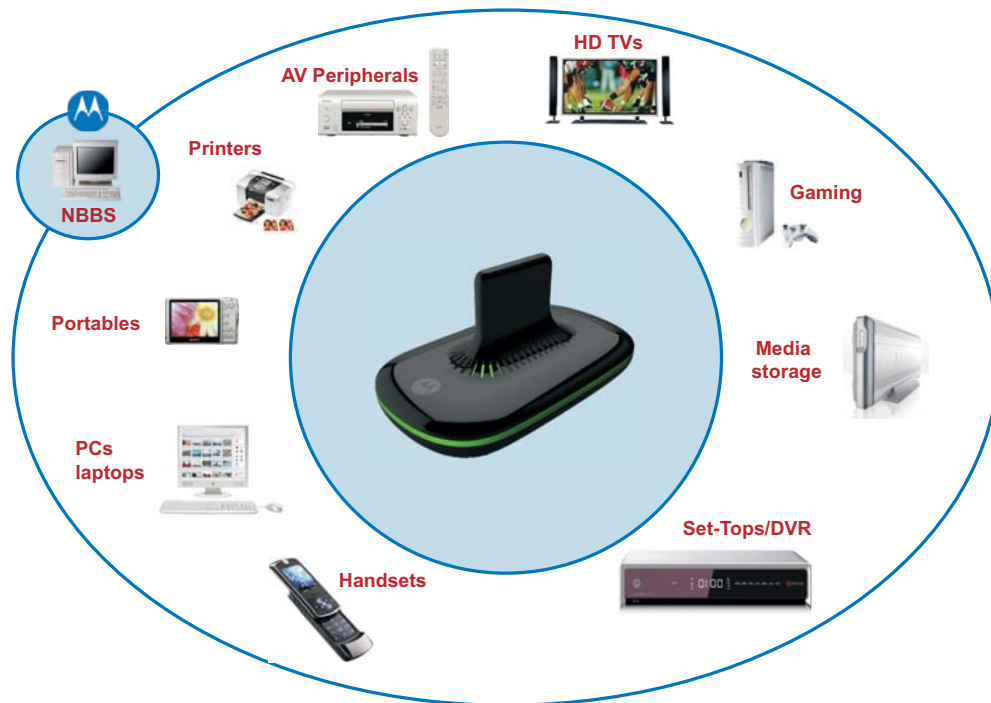 HD TVs
AV Peripherals
Printers
NBBS
Gaming
Portables
Media
storage
PCs
laptops
Set-Tops/DVR
Handsets
01:00